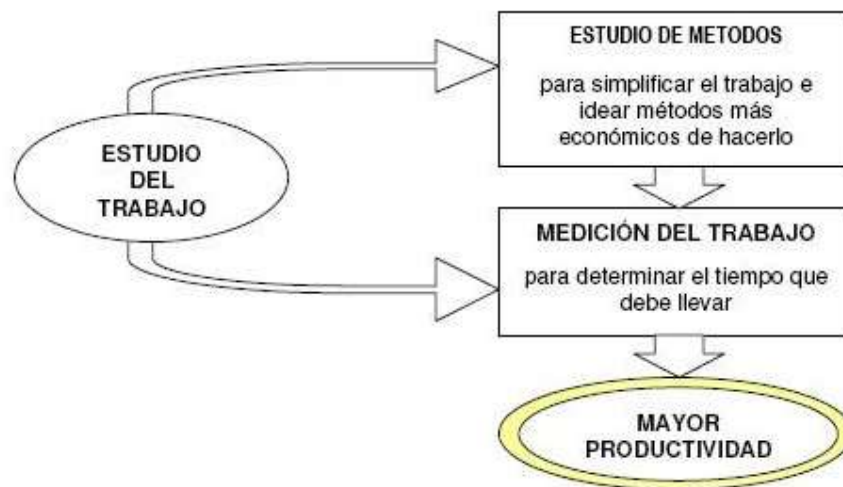 ESTUDIO DE METODOS
para simplificar el trabajo e
idear métodos más
económicos de hacerlo
ESTUDIO
DEL
TRABAJO
MEDICIÓN DEL TRABAJO
para determinar el tiempo que
debe llevar
MAYOR
PRODUCTIVIDAD